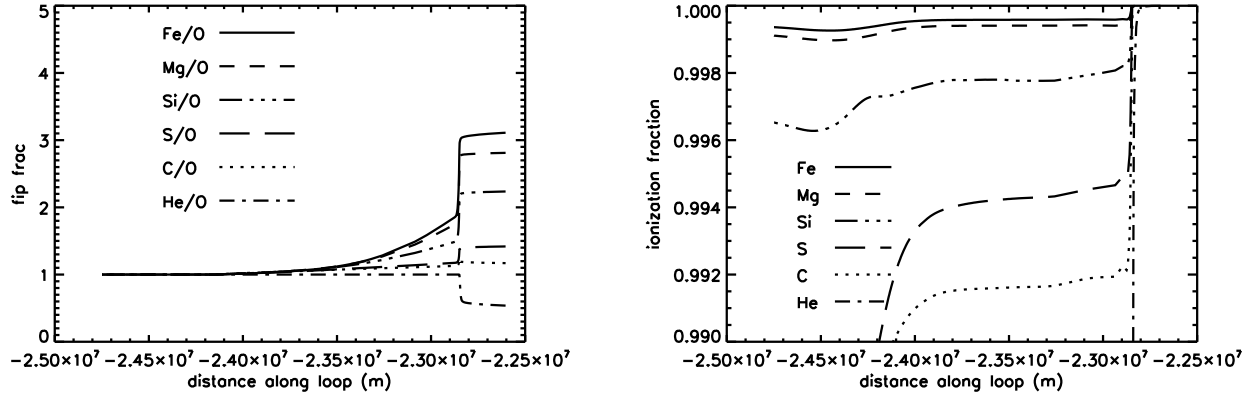 5
4
3
2
1
0
fip frac
Fe/O
Mg/O
Si/O
S/O
C/O
He/O
−2.50×10⁷ −2.45×10⁷ −2.40×10⁷ −2.35×10⁷ −2.30×10⁷ −2.25×10⁷
distance along loop (m)
1.000
0.998
0.996
0.994
0.992
0.990
ionization fraction
Fe
Mg
Si
S
C
He
−2.50×10⁷ −2.45×10⁷ −2.40×10⁷ −2.35×10⁷ −2.30×10⁷ −2.25×10⁷
distance along loop (m)